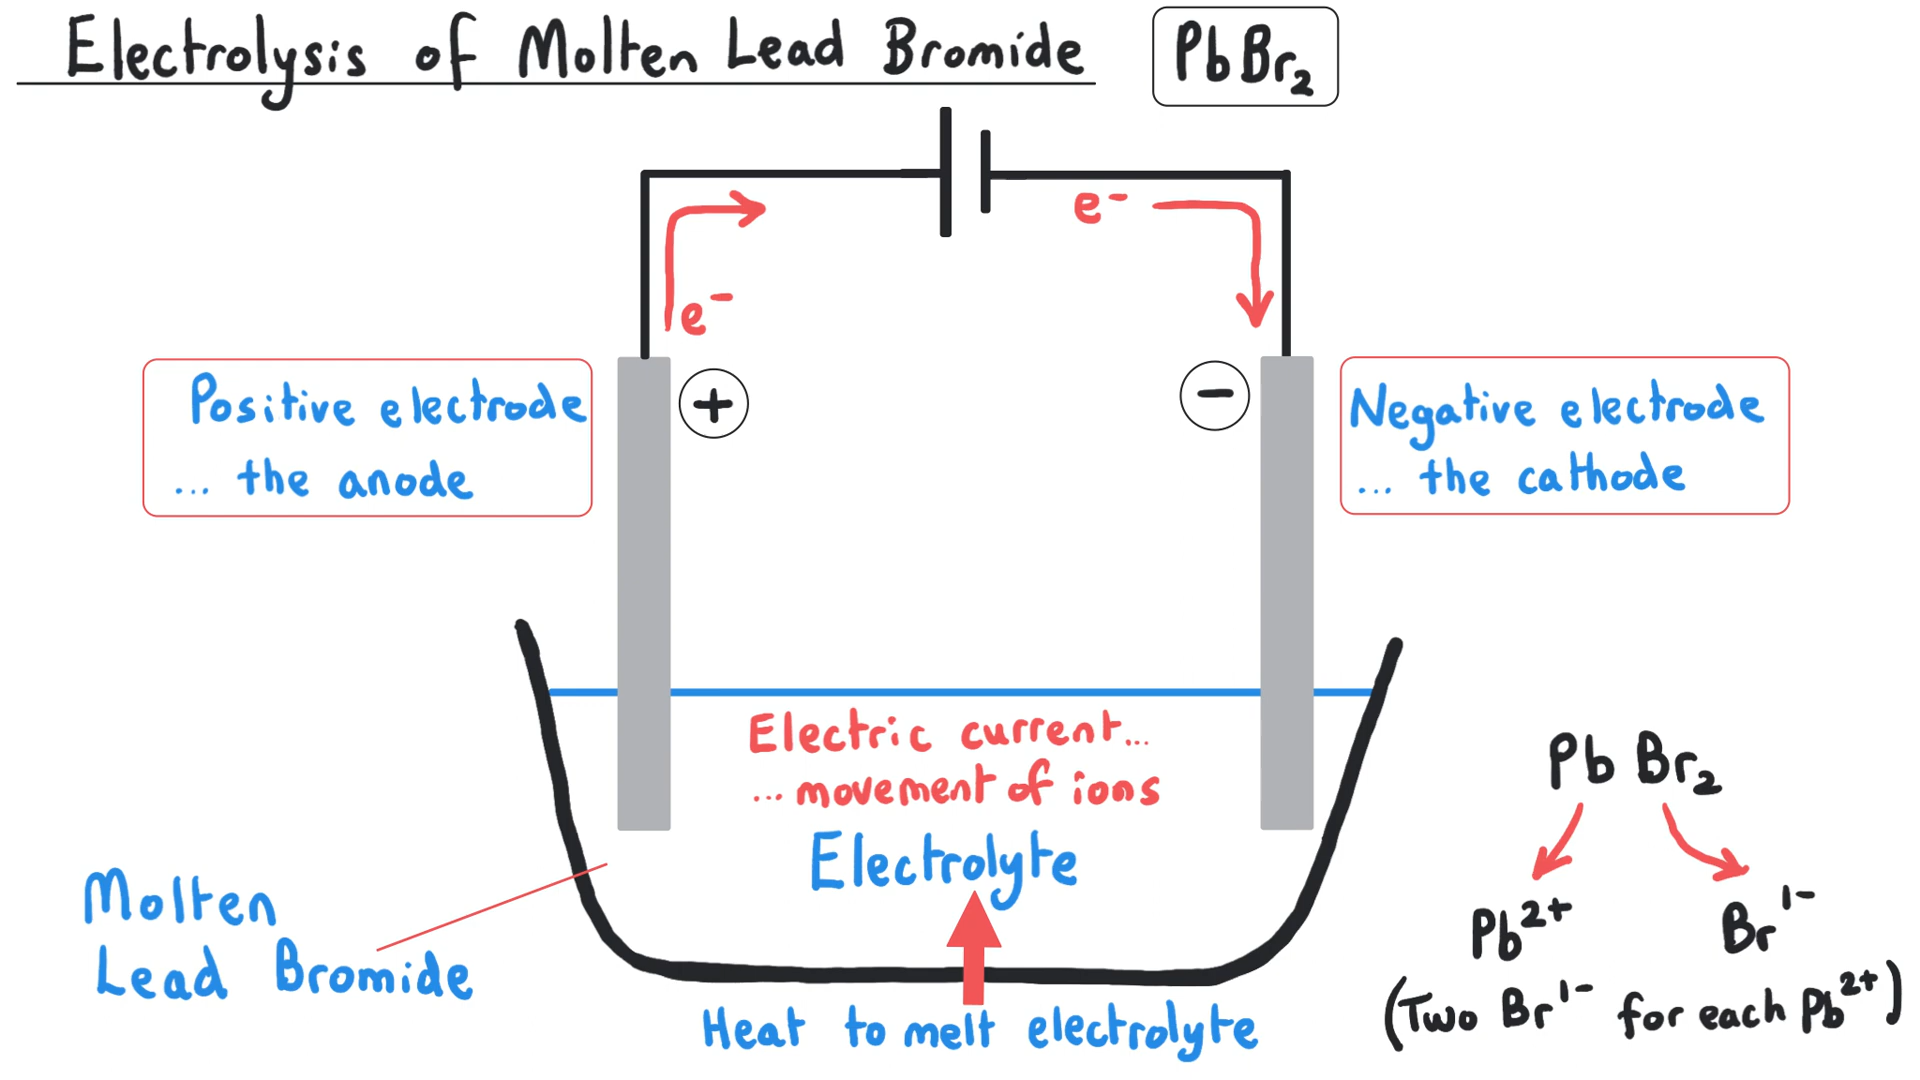 Electrolysis of Molten Lead Bromide
PbBr₂
e⁻
e⁻
+
−
Positive electrode
... the anode
Negative electrode
... the cathode
Electric current...
... movement of ions
Electrolyte
Molten
Lead Bromide
Heat to melt electrolyte
PbBr₂
Pb²⁺
Br¹⁻
(Two Br¹⁻ for each Pb²⁺)